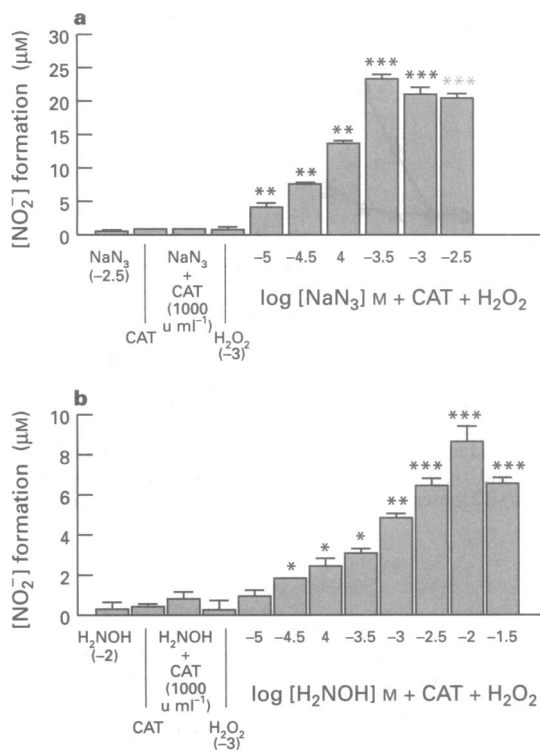 a
[NO₂⁻] formation (μM)
30
25
20
15
10
5
0
** ** ** *** *** ***
NaN₃
(–2.5)
CAT
NaN₃
+
CAT
(1000
u ml⁻¹)
H₂O₂
(–3)
–5 –4.5 4 –3.5 –3 –2.5
log [NaN₃] M + CAT + H₂O₂
b
[NO₂⁻] formation (μM)
10
8
6
4
2
0
* * * ** *** *** ***
H₂NOH
(–2)
CAT
H₂NOH
+
CAT
(1000
u ml⁻¹)
H₂O₂
(–3)
–5 –4.5 4 –3.5 –3 –2.5 –2 –1.5
log [H₂NOH] M + CAT + H₂O₂